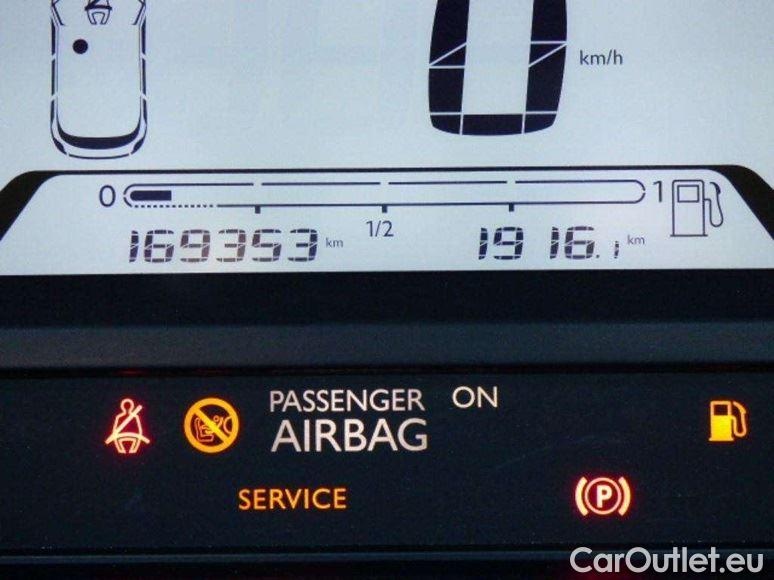 0 km/h
0 1
1/2
169353 km 1916.1 km
PASSENGER ON
AIRBAG
SERVICE
P
CarOutlet.eu